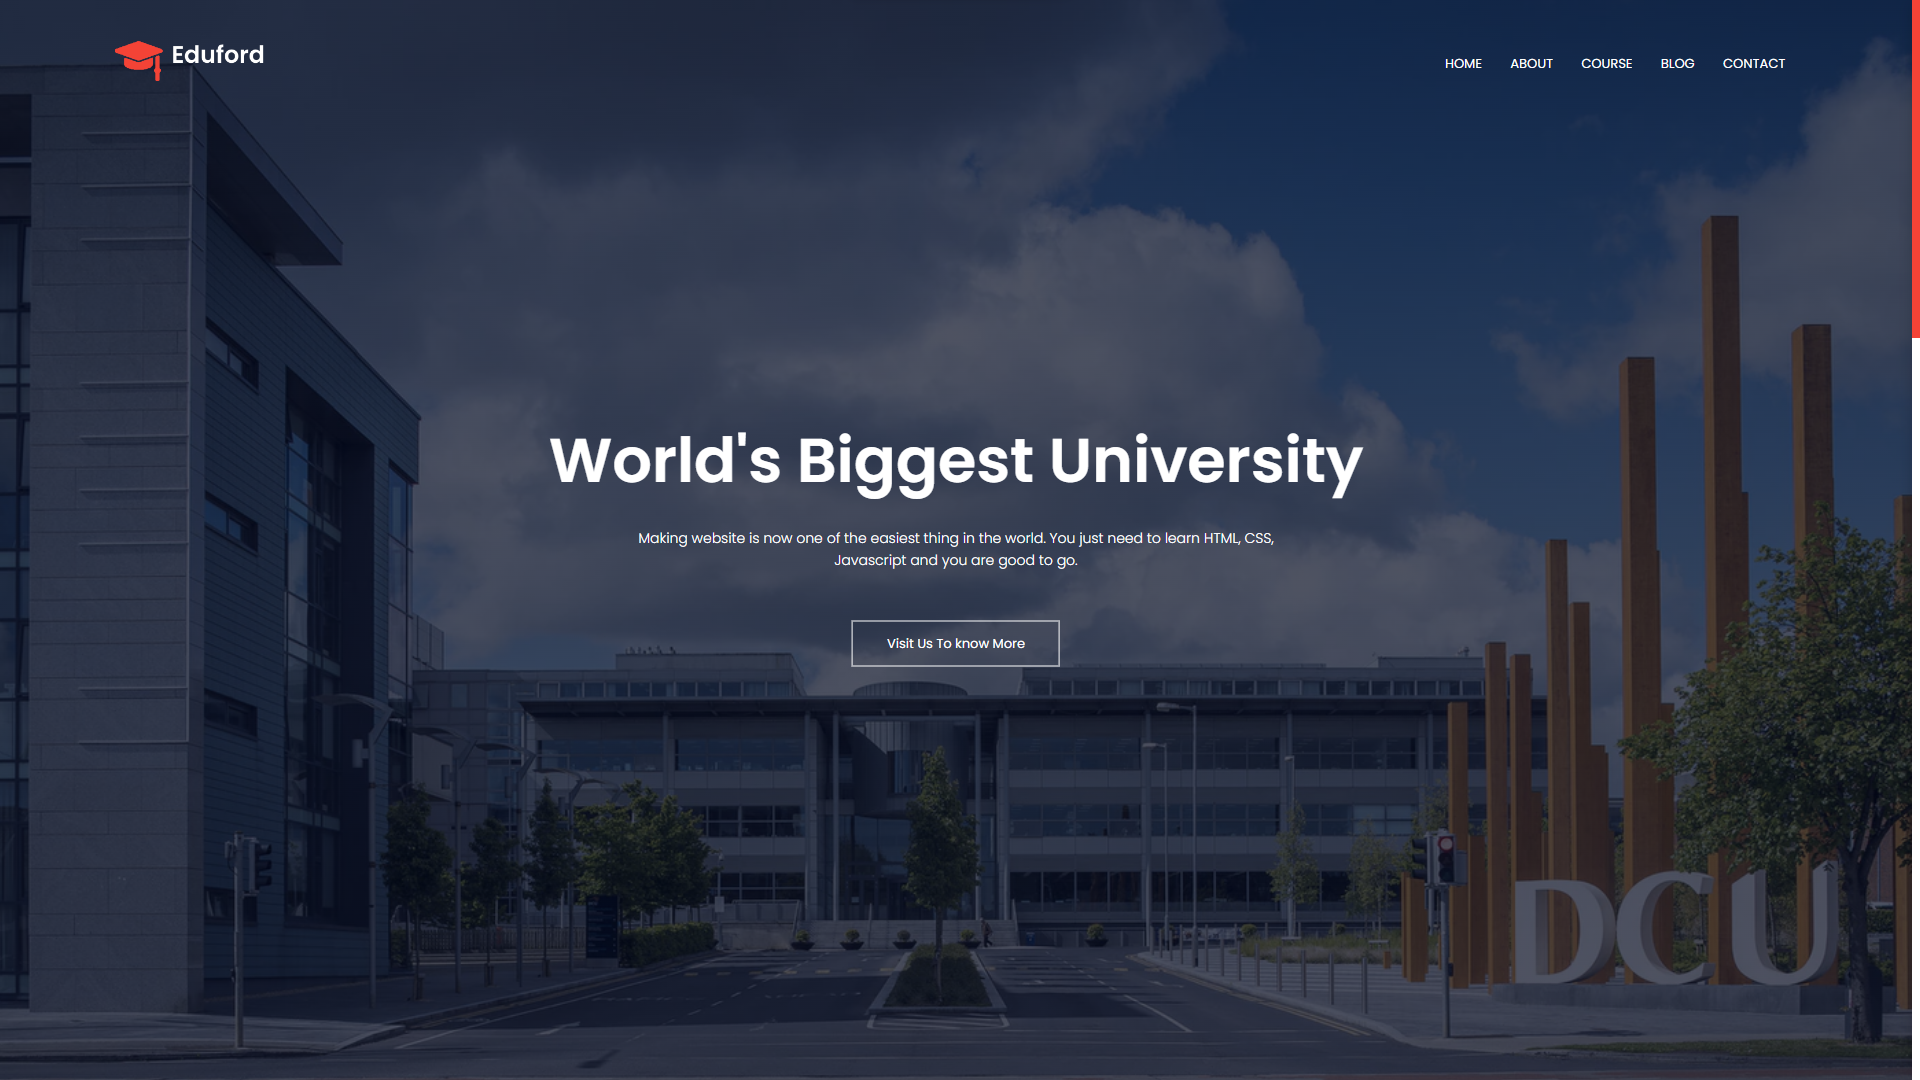 Eduford
HOME ABOUT COURSE BLOG CONTACT
World's Biggest University
Making website is now one of the easiest thing in the world. You just need to learn HTML, CSS,
Javascript and you are good to go.
Visit Us To know More
DCU